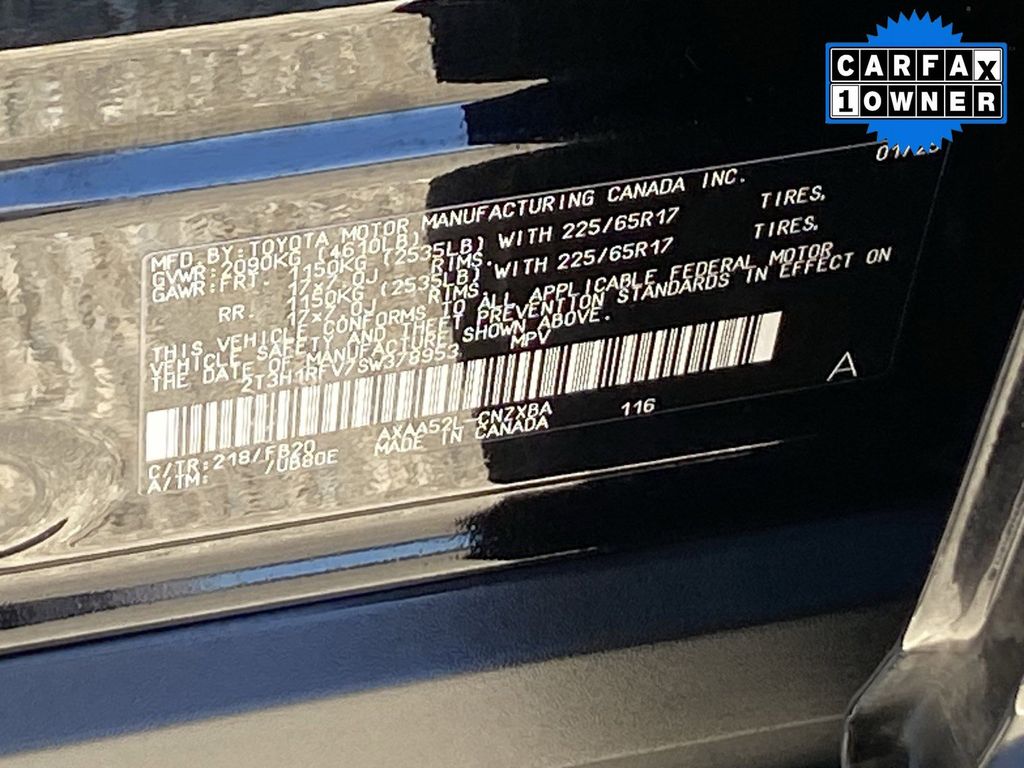 CARFAX
1 OWNER
MFD. BY: TOYOTA MOTOR MANUFACTURING CANADA INC.
GVWR: 2090KG (4610LB)
GAWR: FRT. 1150KG (2535LB) WITH 225/65R17 TIRES,
17x7.0J RIMS.
RR. 1150KG (2535LB) WITH 225/65R17 TIRES,
17x7.0J RIMS
THIS VEHICLE CONFORMS TO ALL APPLICABLE FEDERAL MOTOR
VEHICLE SAFETY AND THEFT PREVENTION STANDARDS IN EFFECT ON
THE DATE OF MANUFACTURE SHOWN ABOVE.
2T3H1RFV7SW378953 MPV
A
C/TR: 218/FB20 AXAA52L-CNZXBA 116
A/TM: /UB80E MADE IN CANADA